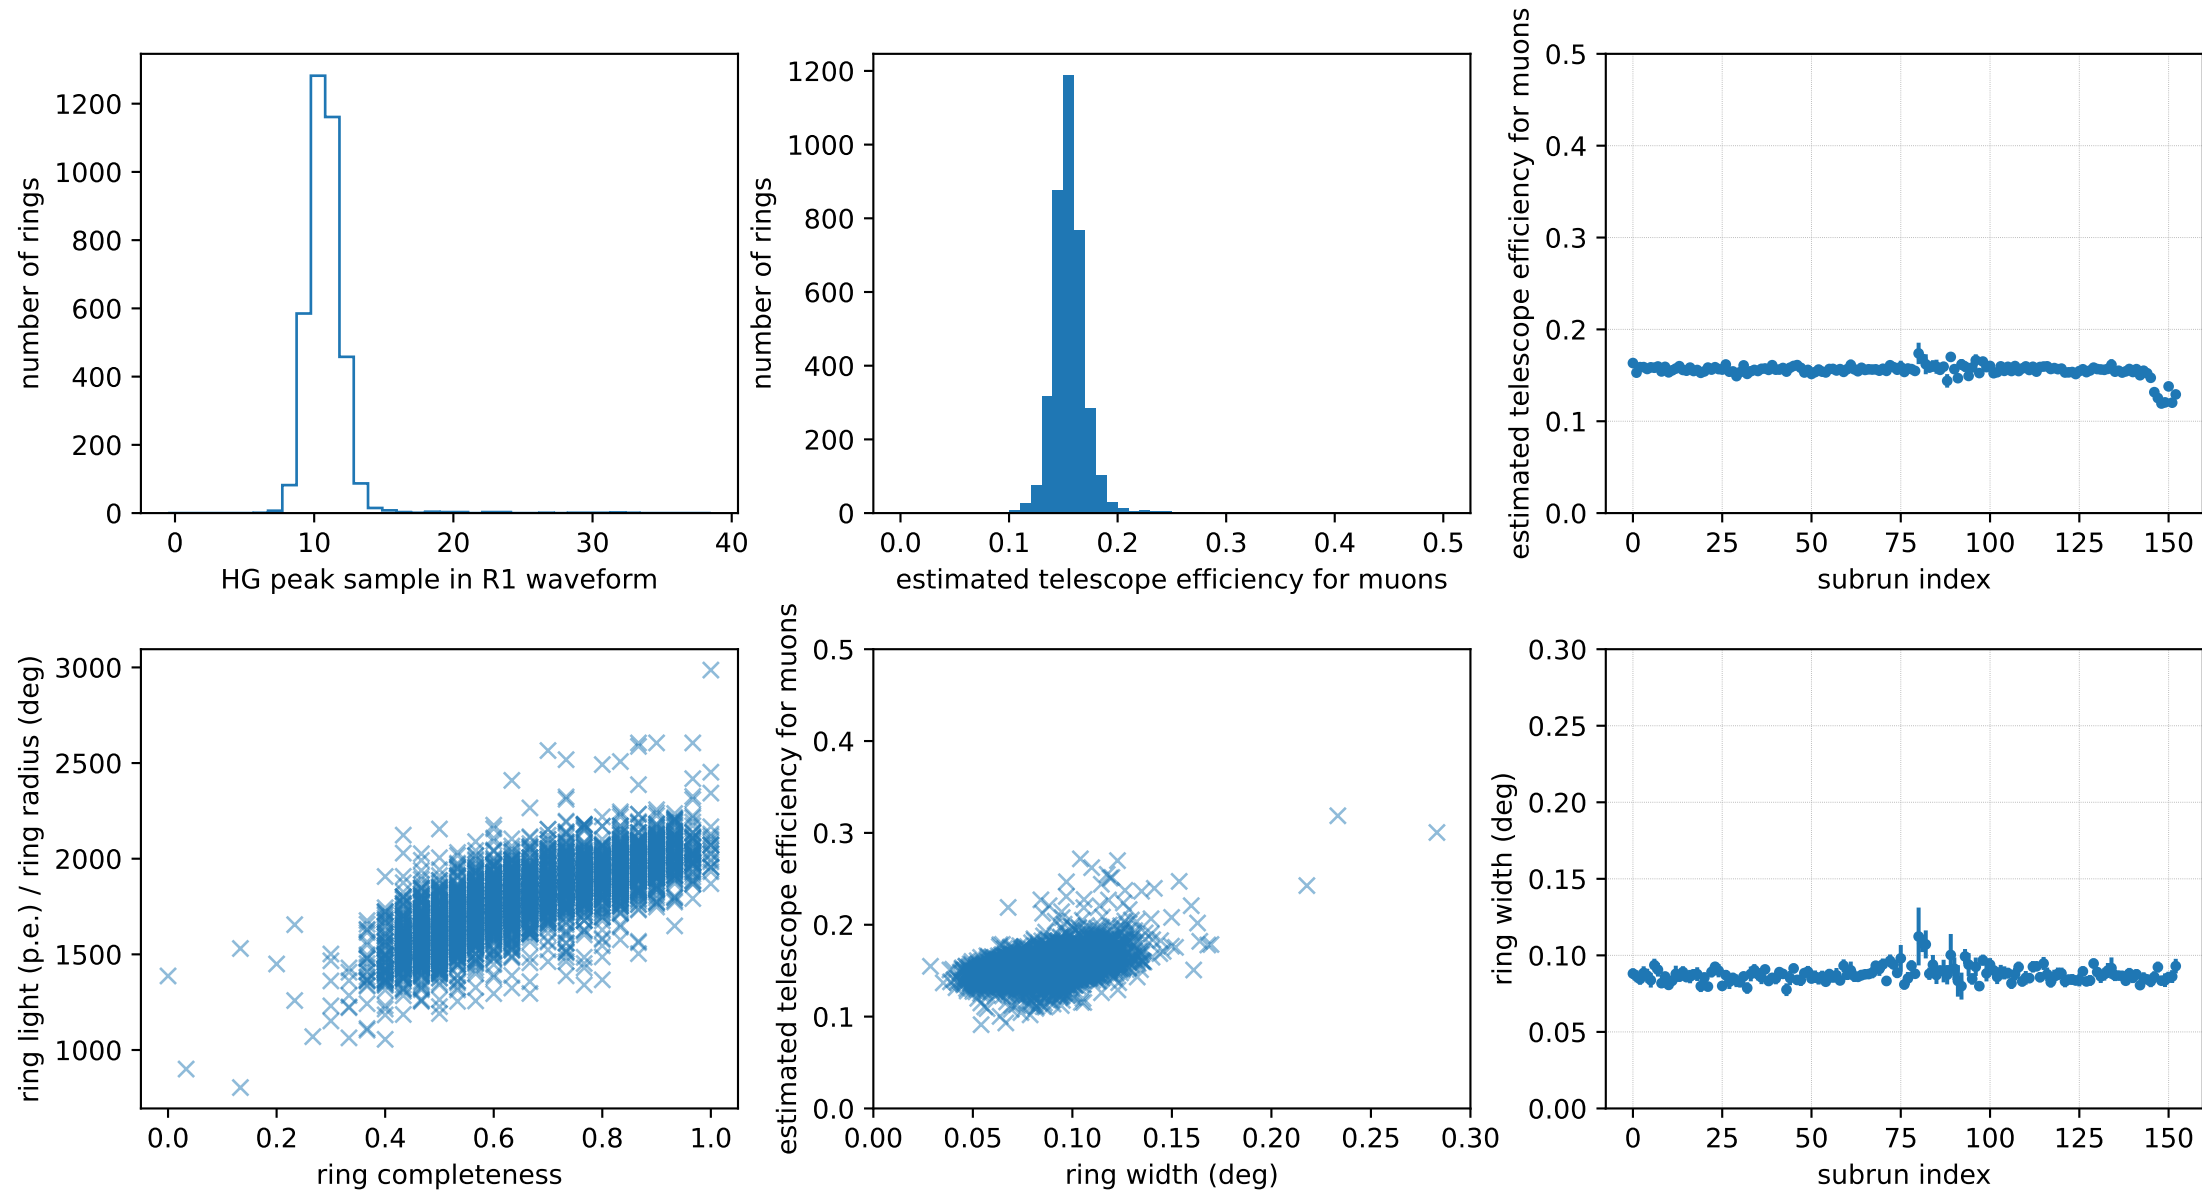 1200
1000
800
600
400
200
0
number of rings
0 10 20 30 40
HG peak sample in R1 waveform
1200
1000
800
600
400
200
0
number of rings
0.0 0.1 0.2 0.3 0.4 0.5
estimated telescope efficiency for muons
0.5
0.4
0.3
0.2
0.1
0.0
estimated telescope efficiency for muons
0 25 50 75 100 125 150
subrun index
3000
2500
2000
1500
1000
ring light (p.e.) / ring radius (deg)
0.0 0.2 0.4 0.6 0.8 1.0
ring completeness
0.5
0.4
0.3
0.2
0.1
0.0
estimated telescope efficiency for muons
0.00 0.05 0.10 0.15 0.20 0.25 0.30
ring width (deg)
0.30
0.25
0.20
0.15
0.10
0.05
0.00
ring width (deg)
0 25 50 75 100 125 150
subrun index